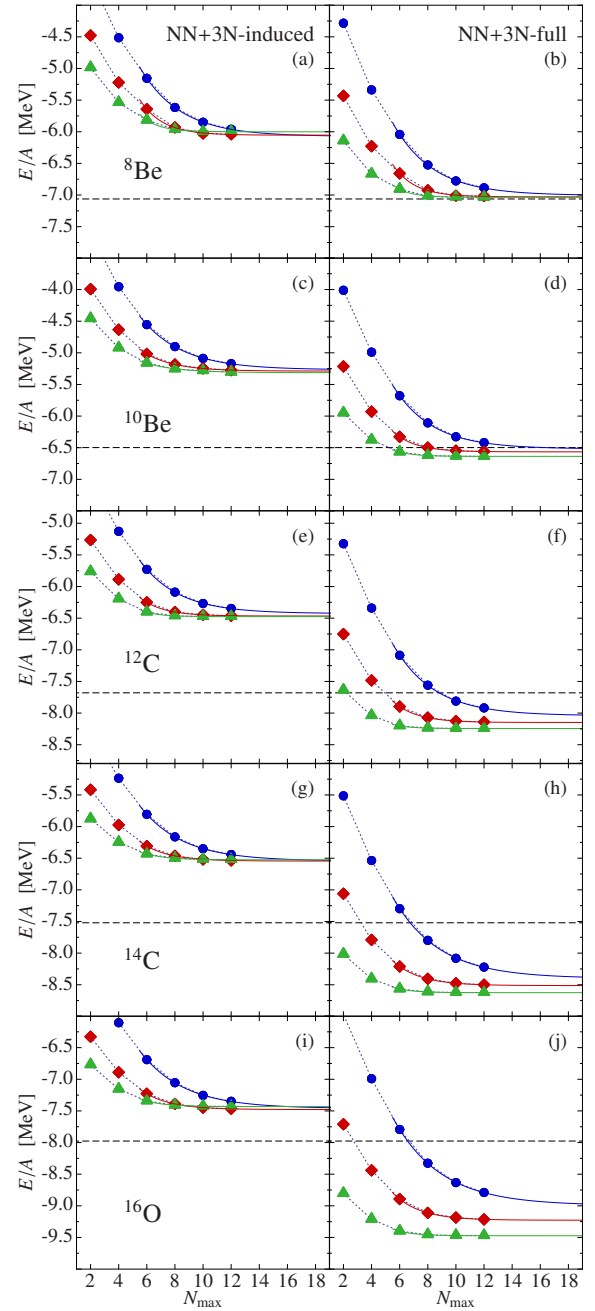 NN+3N-induced
NN+3N-full
(a)
(b)
-4.5
-5.0
-5.5
-6.0
-6.5
-7.0
-7.5
E/A [MeV]
⁸Be
(c)
(d)
-4.0
-4.5
-5.0
-5.5
-6.0
-6.5
-7.0
E/A [MeV]
¹⁰Be
(e)
(f)
-5.0
-5.5
-6.0
-6.5
-7.0
-7.5
-8.0
-8.5
E/A [MeV]
¹²C
(g)
(h)
-5.5
-6.0
-6.5
-7.0
-7.5
-8.0
-8.5
E/A [MeV]
¹⁴C
(i)
(j)
-6.5
-7.0
-7.5
-8.0
-8.5
-9.0
-9.5
E/A [MeV]
¹⁶O
2 4 6 8 10 12 14 16 18
2 4 6 8 10 12 14 16 18
Nmax
Nmax